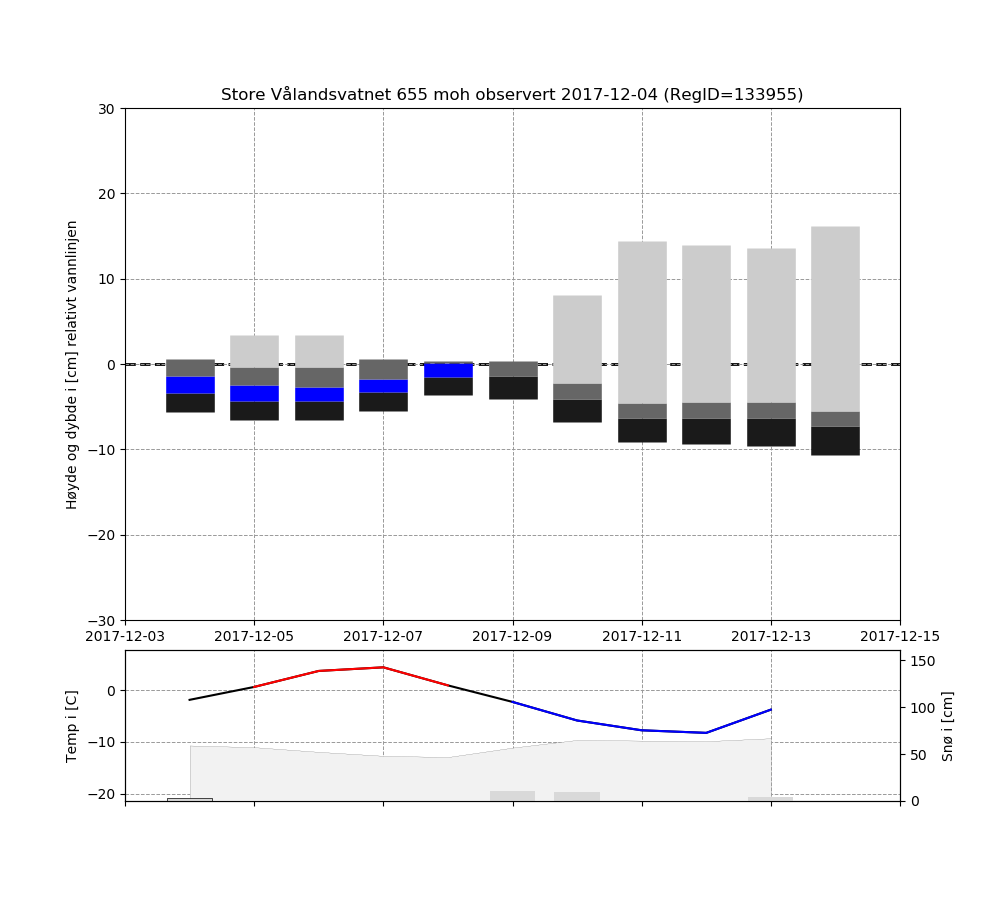 Store Vålandsvatnet 655 moh observert 2017-12-04 (RegID=133955)
Høyde og dybde i [cm] relativt vannlinjen
30
20
10
0
−10
−20
−30
2017-12-03 2017-12-05 2017-12-07 2017-12-09 2017-12-11 2017-12-13 2017-12-15
Temp i [C]
0
−10
−20
150
100
50
0
Snø i [cm]